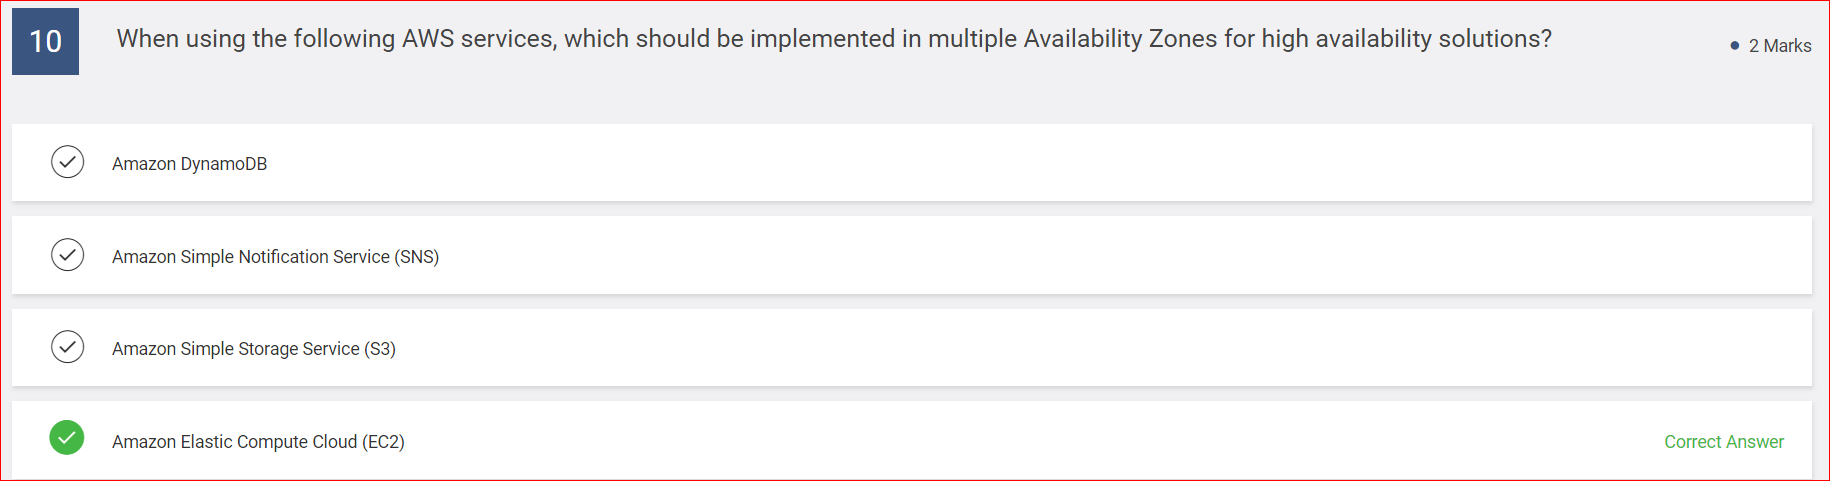 10
When using the following AWS services, which should be implemented in multiple Availability Zones for high availability solutions?
2 Marks
Amazon DynamoDB
Amazon Simple Notification Service (SNS)
Amazon Simple Storage Service (S3)
Amazon Elastic Compute Cloud (EC2)
Correct Answer